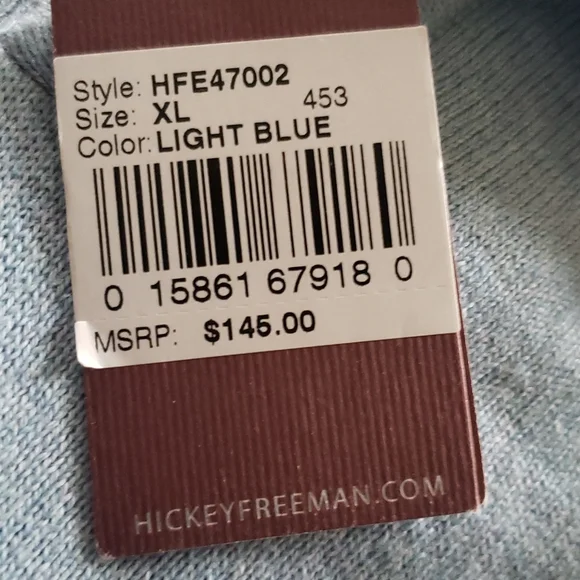 Style: HFE47002
Size: XL 453
Color: LIGHT BLUE
0 15861 67918 0
MSRP: $145.00
HICKEYFREEMAN.COM